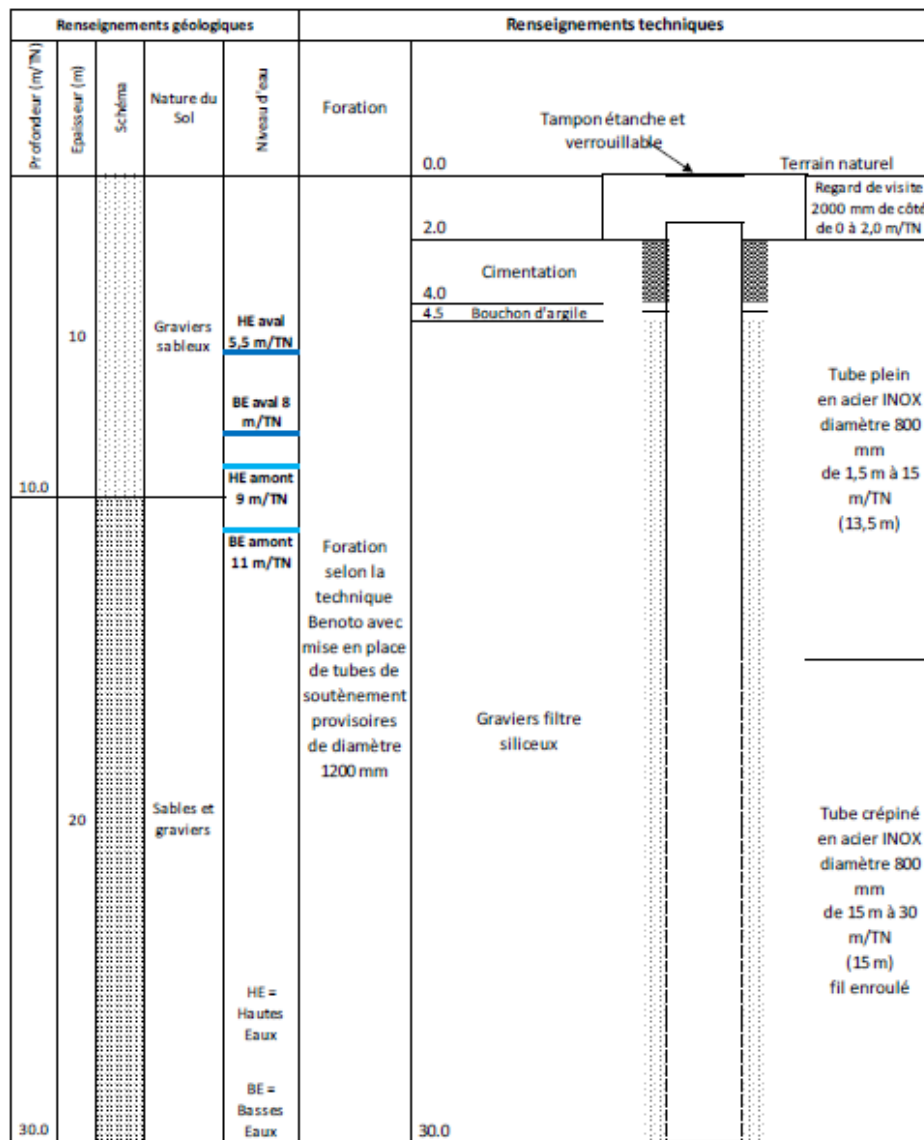 Renseignements géologiques
Renseignements techniques
Profondeur (m/TN)
Epaisseur (m)
Schéma
Nature du
Sol
Niveau d'eau
Foration
Tampon étanche et
verrouillable
0.0
Terrain naturel
Regard de visite
2000 mm de côté
de 0 à 2,0 m/TN
2.0
Cimentation
4.0
4.5
Bouchon d'argile
10
Graviers
sableux
HE aval
5,5 m/TN
BE aval 8
m/TN
HE amont
9 m/TN
10.0
BE amont
11 m/TN
Tube plein
en acier INOX
diamètre 800
mm
de 1,5 m à 15
m/TN
(13,5 m)
Foration
selon la
technique
Benoto avec
mise en place
de tubes de
soutènement
provisoires
de diamètre
1200 mm
Graviers filtre
siliceux
20
Sables et
graviers
Tube crépiné
en acier INOX
diamètre 800
mm
de 15 m à 30
m/TN
(15 m)
fil enroulé
HE =
Hautes
Eaux
BE =
Basses
Eaux
30.0
30.0